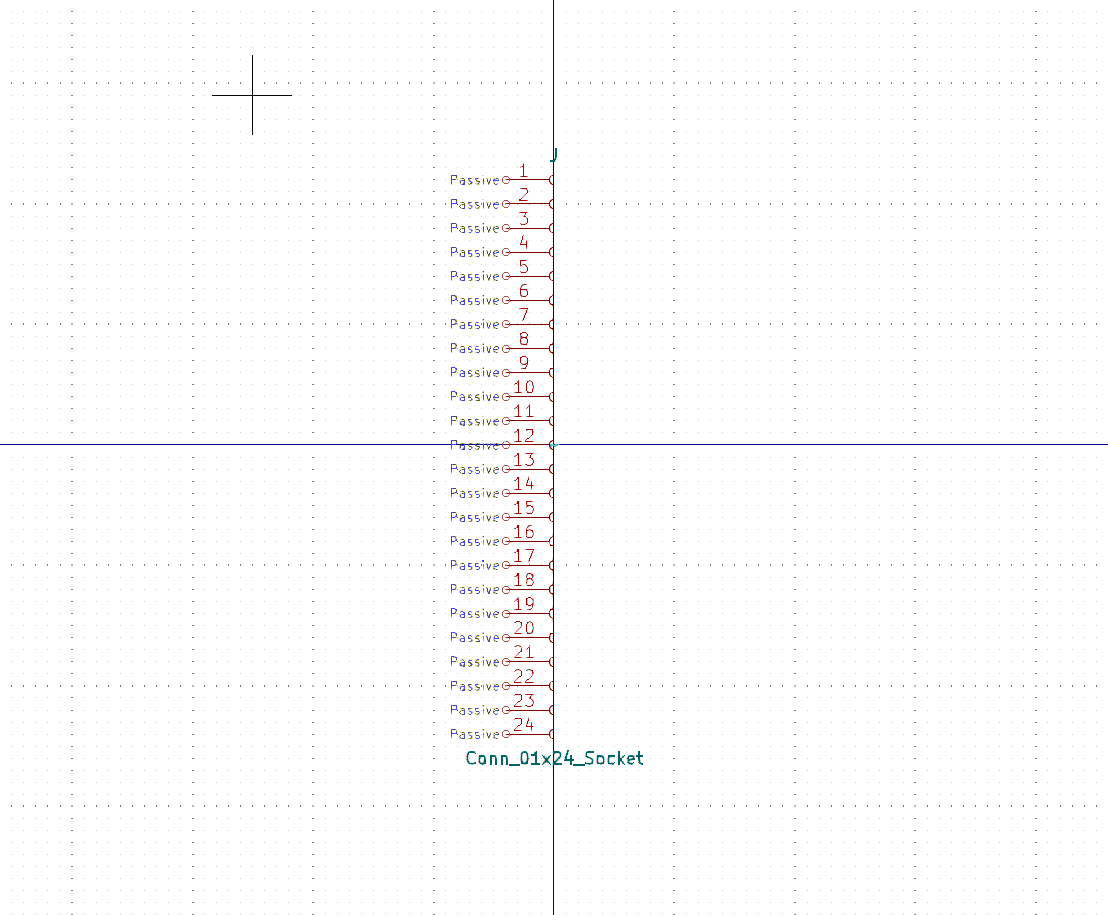 J
Passive 1
Passive 2
Passive 3
Passive 4
Passive 5
Passive 6
Passive 7
Passive 8
Passive 9
Passive 10
Passive 11
Passive 12
Passive 13
Passive 14
Passive 15
Passive 16
Passive 17
Passive 18
Passive 19
Passive 20
Passive 21
Passive 22
Passive 23
Passive 24
Conn_01x24_Socket